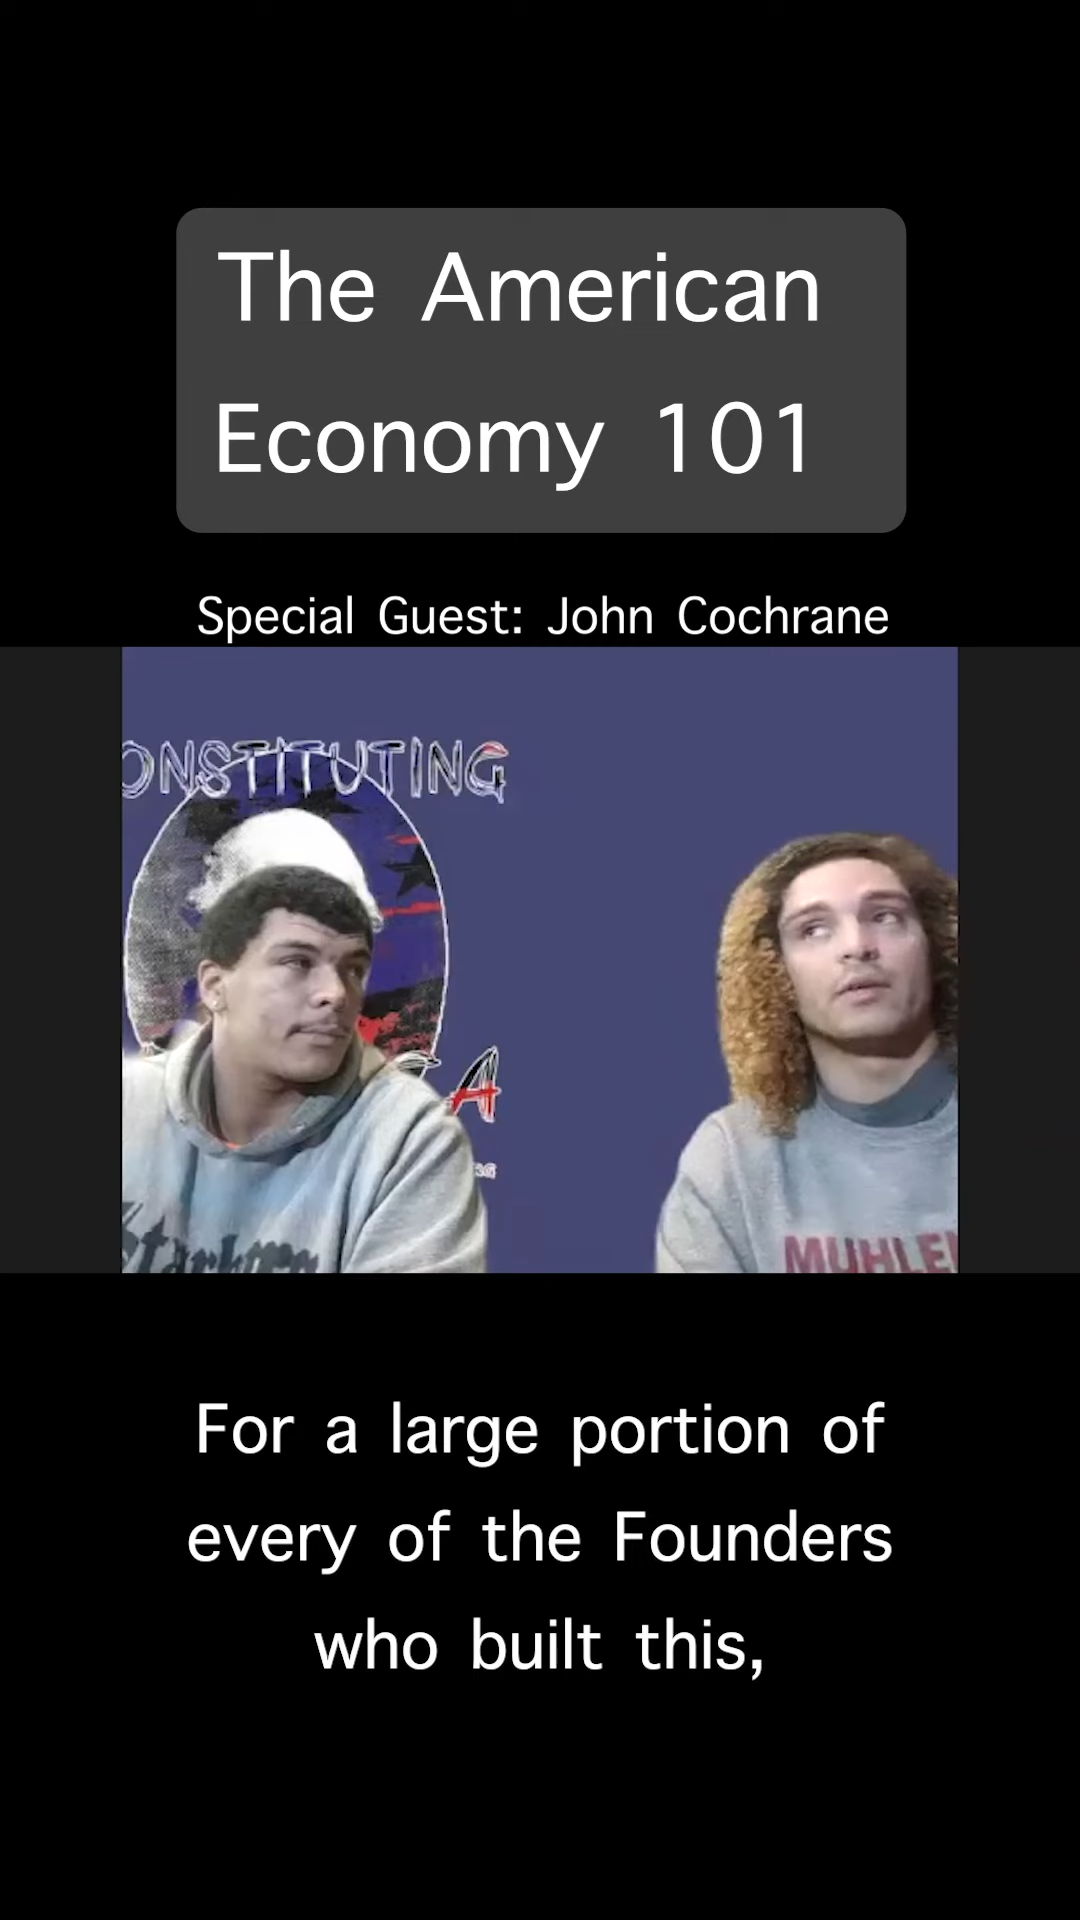 The American
Economy 101
Special Guest: John Cochrane
ONSTITUTING
A
MUHLE
For a large portion of
every of the Founders
who built this,